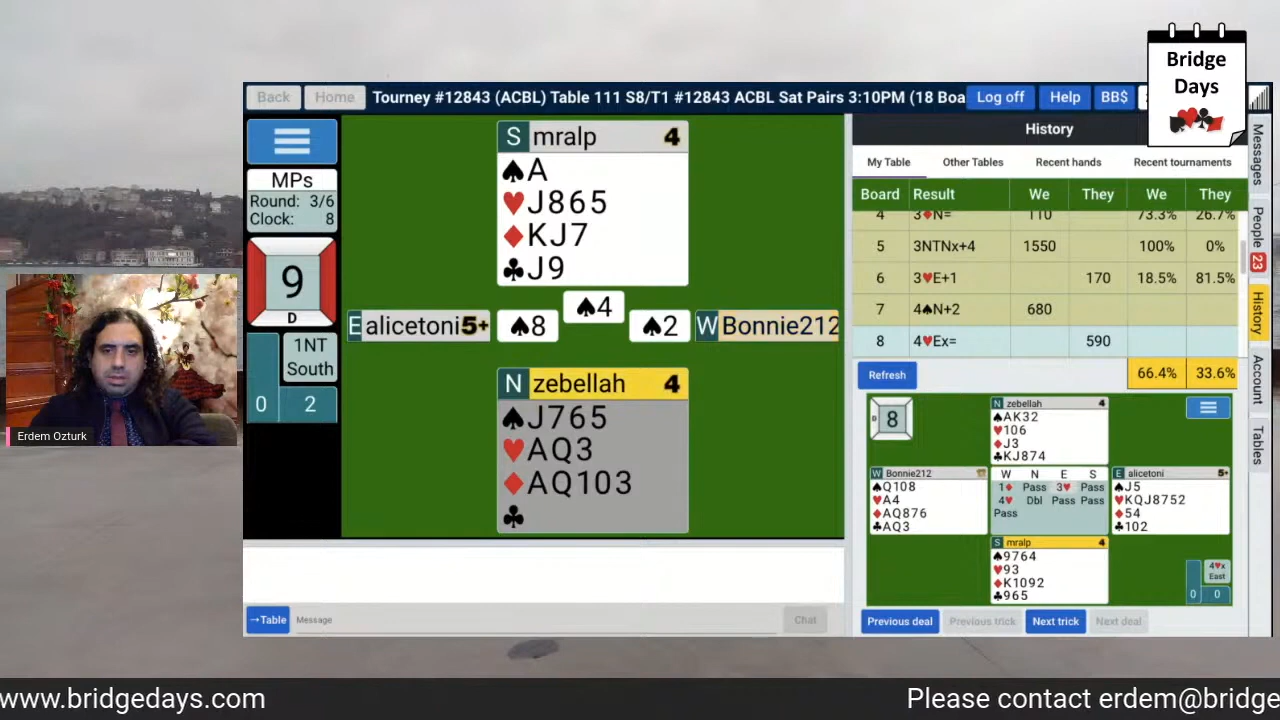 Bridge
Days
Back
Home
Tourney #12843 (ACBL) Table 111 S8/T1 #12843 ACBL Sat Pairs 3:10PM (18 Boa
Log off
Help
BB$
MPs
Round: 3/6
Clock: 8
9
D
1NT
South
0 2
S mralp 4
♠A
♥J865
♦KJ7
♣J9
E alicetoni 5+
♠8
♠4
♠2
W Bonnie212
N zebellah 4
♠J765
♥AQ3
♦AQ103
♣
→Table
Message
Chat
History
My Table Other Tables Recent hands Recent tournaments
Board Result We They We They
4 3♦N= 110 73.3% 26.7%
5 3NTNx+4 1550 100% 0%
6 3♥E+1 170 18.5% 81.5%
7 4♠N+2 680
8 4♥Ex= 590
Refresh 66.4% 33.6%
D 8
N zebellah 4
♠AK32
♥106
♦J3
♣KJ874
W Bonnie212
♠Q108
♥A4
♦AQ876
♣AQ3
W N E S
1♦ Pass 3♥ Pass
4♥ Dbl Pass Pass
Pass
E alicetoni 5+
♠J5
♥KQJ8752
♦54
♣102
S mralp 4
♠9764
♥93
♦K1092
♣965
4♥x
East
0 0
Previous deal Previous trick Next trick Next deal
Messages
People 23
History
Account
Tables
Erdem Ozturk
www.bridgedays.com
Please contact erdem@bridge